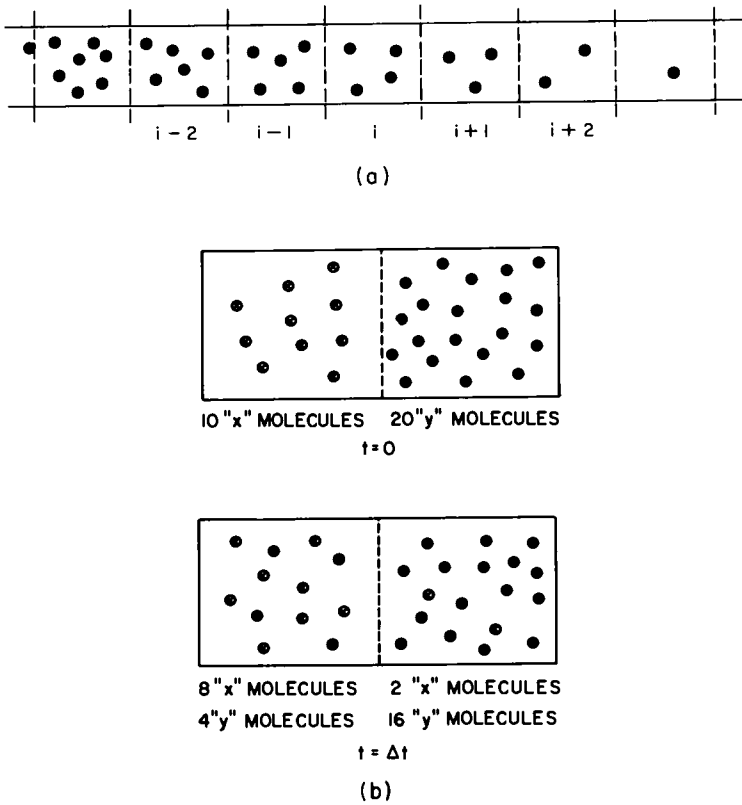 i-2 i-1 i i+1 i+2
(a)
10 "x" MOLECULES 20 "y" MOLECULES
t=0
8 "x" MOLECULES 2 "x" MOLECULES
4 "y" MOLECULES 16 "y" MOLECULES
t = Δt
(b)